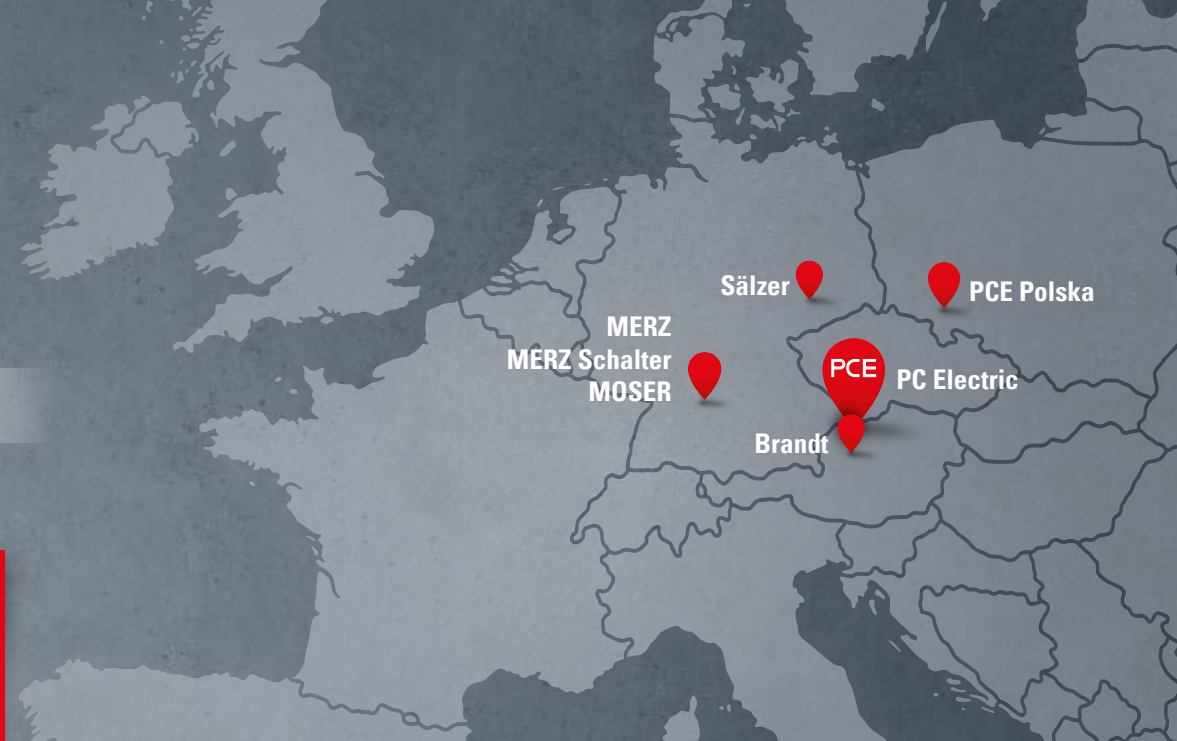 Sälzer
PCE Polska
MERZ
MERZ Schalter
MOSER
PCE
PC Electric
Brandt